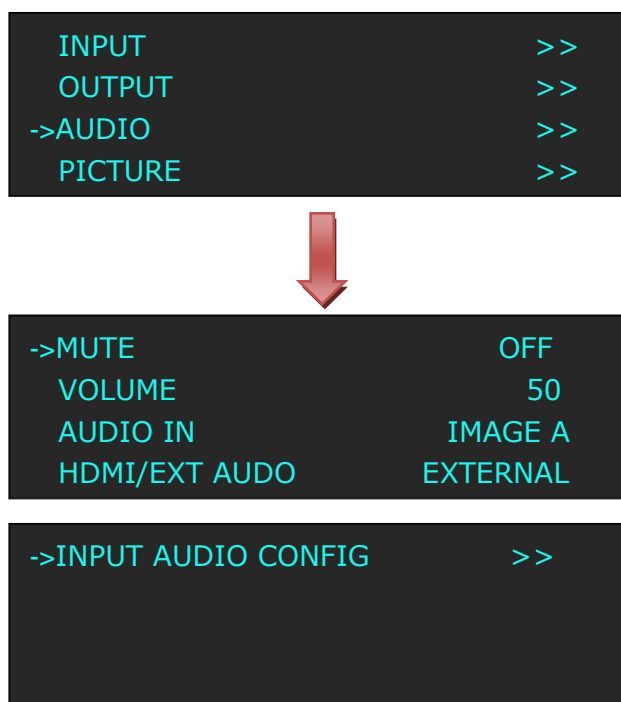 INPUT >>
OUTPUT >>
->AUDIO >>
PICTURE >>
->MUTE OFF
VOLUME 50
AUDIO IN IMAGE A
HDMI/EXT AUDO EXTERNAL
->INPUT AUDIO CONFIG >>